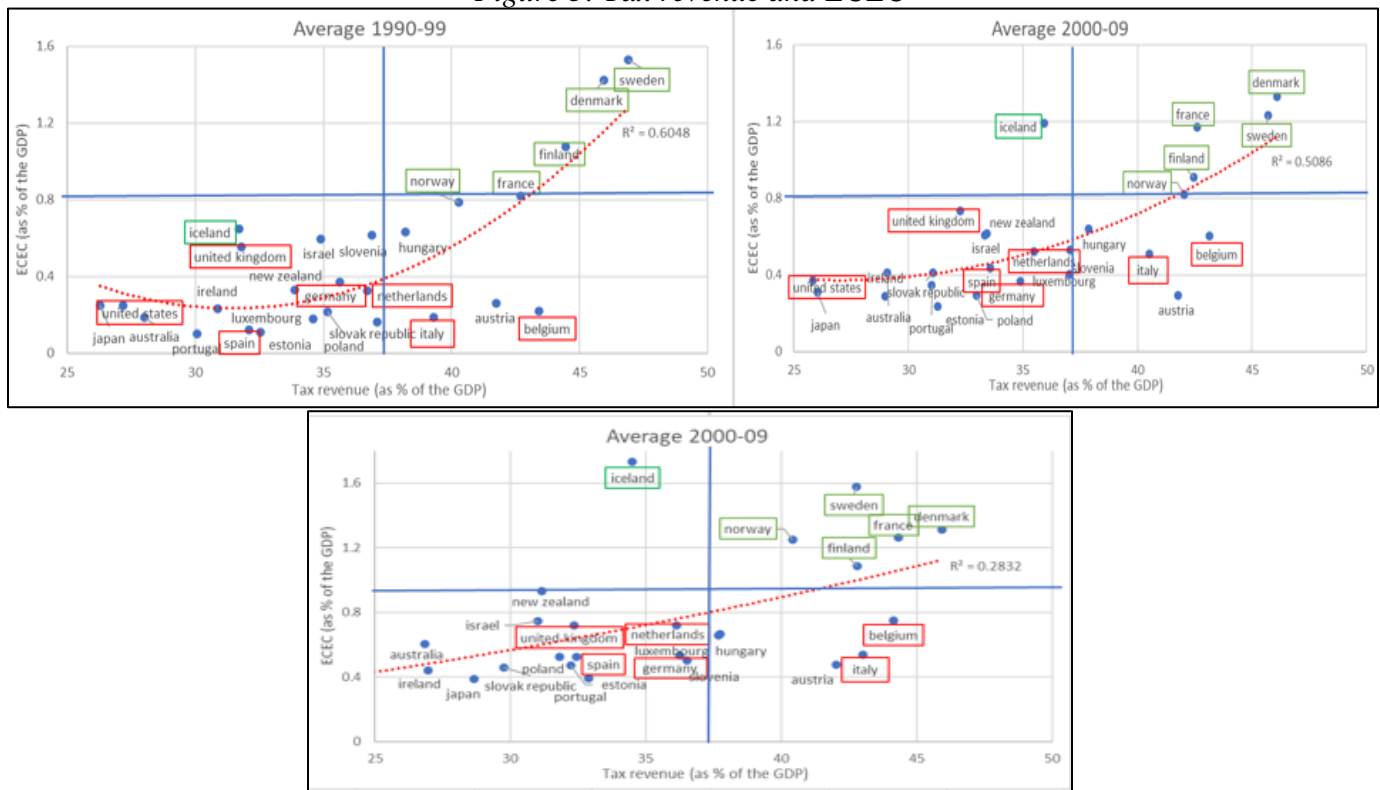 Figure 3: Tax revenue and ECEC
Average 1990-99
ECEC (as % of the GDP)
1.6
1.2
0.8
0.4
0
sweden
denmark
R² = 0.6048
finland
norway
france
iceland
united kingdom
israel
slovenia
hungary
new zealand
germany
netherlands
ireland
united states
luxembourg
austria
japan
australia
portugal
spain
estonia
slovak republic
poland
italy
belgium
25
30
35
40
45
50
Tax revenue (as % of the GDP)
Average 2000-09
ECEC (as % of the GDP)
1.6
1.2
0.8
0.4
0
denmark
iceland
france
sweden
finland
R² = 0.5086
norway
united kingdom
new zealand
israel
hungary
belgium
netherlands
slovenia
italy
ireland
spain
luxembourg
united states
slovak republic
germany
japan
australia
estonia
poland
portugal
austria
25
30
35
40
45
50
Tax revenue (as % of the GDP)
Average 2000-09
ECEC (as % of the GDP)
1.6
1.2
0.8
0.4
0
iceland
sweden
france
denmark
norway
finland
R² = 0.2832
new zealand
israel
united kingdom
netherlands
belgium
australia
luxembourg
hungary
poland
spain
germany
slovenia
italy
ireland
japan
slovak republic
estonia
portugal
austria
25
30
35
40
45
50
Tax revenue (as % of the GDP)